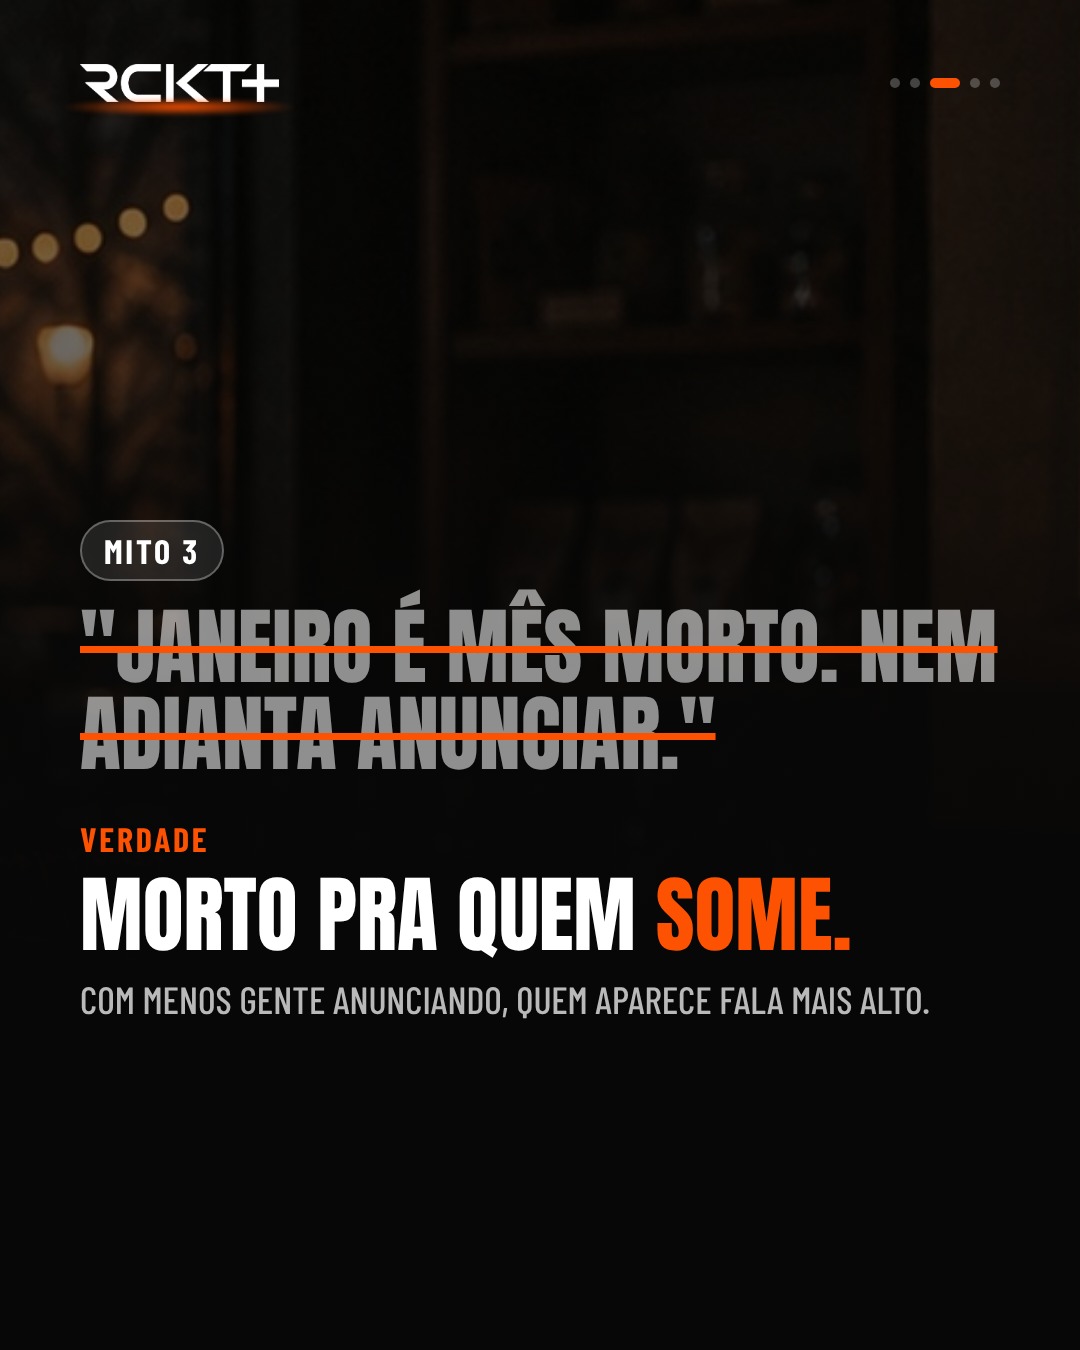 RCKT+
MITO 3
"JANEIRO É MÊS MORTO. NEM
ADIANTA ANUNCIAR."
VERDADE
MORTO PRA QUEM SOME.
COM MENOS GENTE ANUNCIANDO, QUEM APARECE FALA MAIS ALTO.